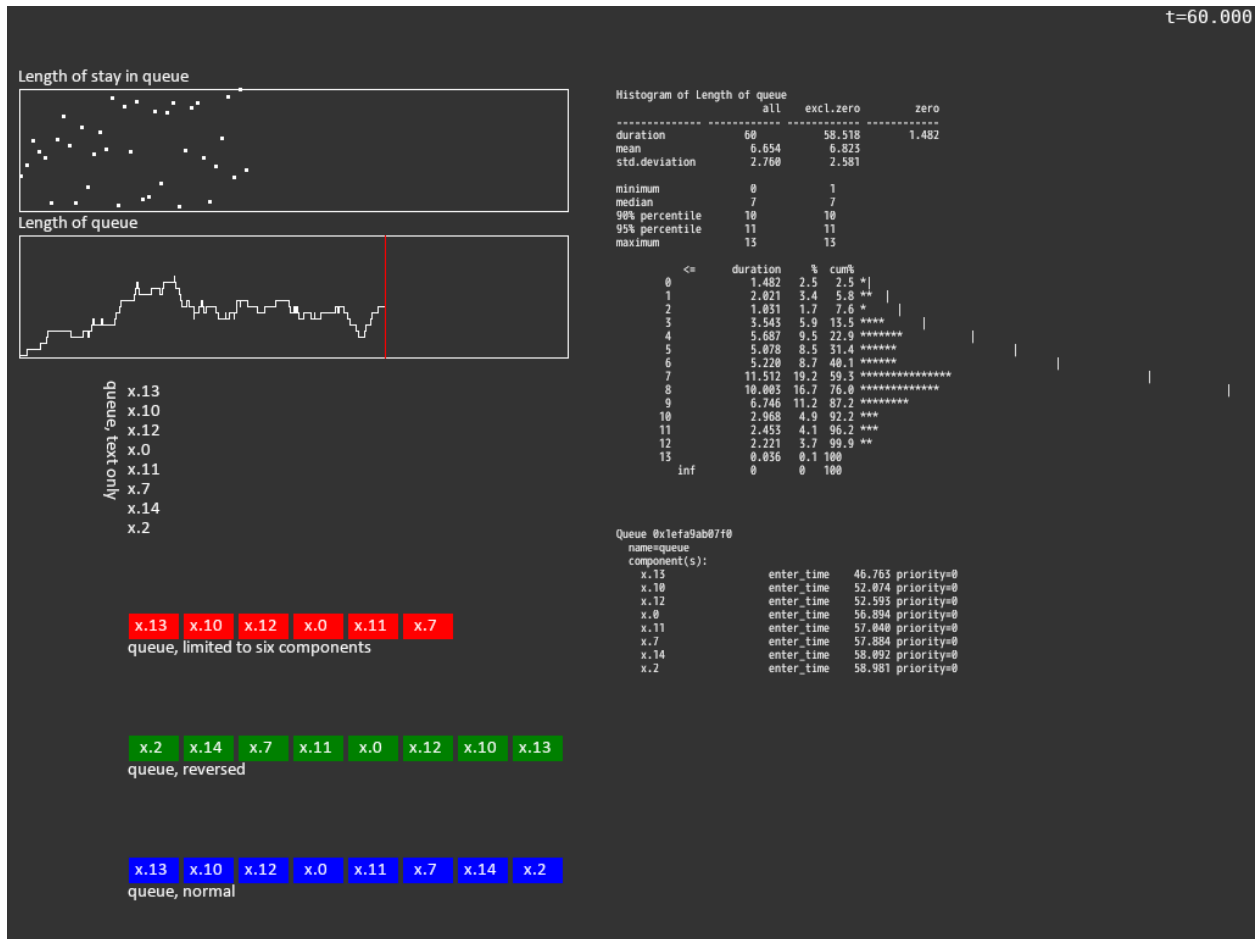 t=60.000
Length of stay in queue
Length of queue
queue, text only
x.13
x.10
x.12
x.0
x.11
x.7
x.14
x.2
x.13 x.10 x.12 x.0 x.11 x.7
queue, limited to six components
x.2 x.14 x.7 x.11 x.0 x.12 x.10 x.13
queue, reversed
x.13 x.10 x.12 x.0 x.11 x.7 x.14 x.2
queue, normal
Histogram of Length of queue
all excl.zero zero
-------------- ------------ ------------ ------------
duration 60 58.518 1.482
mean 6.654 6.823
std.deviation 2.760 2.581
minimum 0 1
median 7 7
90% percentile 10 10
95% percentile 11 11
maximum 13 13
<= duration % cum%
0 1.482 2.5 2.5 *|
1 2.021 3.4 5.8 ** |
2 1.031 1.7 7.6 * |
3 3.543 5.9 13.5 **** |
4 5.687 9.5 22.9 ******* |
5 5.078 8.5 31.4 ****** |
6 5.220 8.7 40.1 ****** |
7 11.512 19.2 59.3 *************** |
8 10.003 16.7 76.0 ************* |
9 6.746 11.2 87.2 ********
10 2.968 4.9 92.2 ***
11 2.453 4.1 96.2 ***
12 2.221 3.7 99.9 **
13 0.036 0.1 100
inf 0 0 100
Queue 0x1efa9ab07f0
name=queue
component(s):
x.13 enter_time 46.763 priority=0
x.10 enter_time 52.074 priority=0
x.12 enter_time 52.593 priority=0
x.0 enter_time 56.894 priority=0
x.11 enter_time 57.040 priority=0
x.7 enter_time 57.884 priority=0
x.14 enter_time 58.092 priority=0
x.2 enter_time 58.981 priority=0